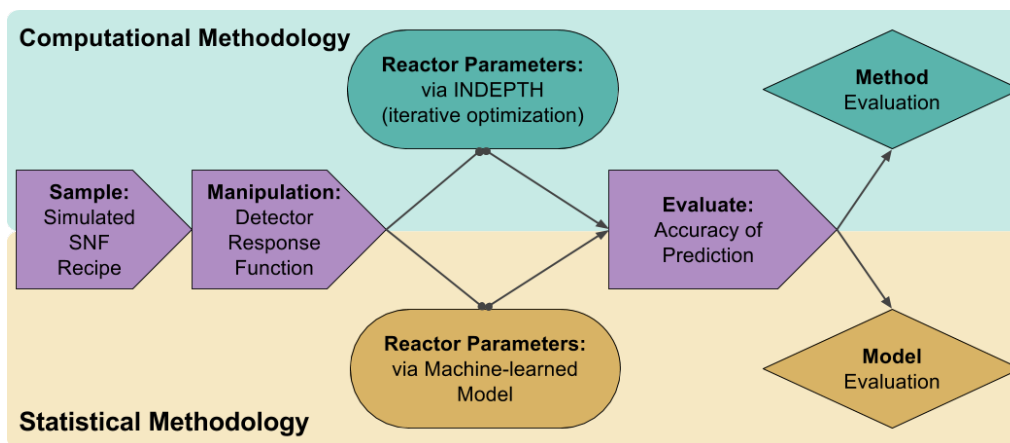 Computational Methodology
Reactor Parameters:
via INDEPTH
(iterative optimization)
Method
Evaluation
Sample:
Simulated
SNF
Recipe
Manipulation:
Detector
Response
Function
Evaluate:
Accuracy of
Prediction
Reactor Parameters:
via Machine-learned
Model
Model
Evaluation
Statistical Methodology